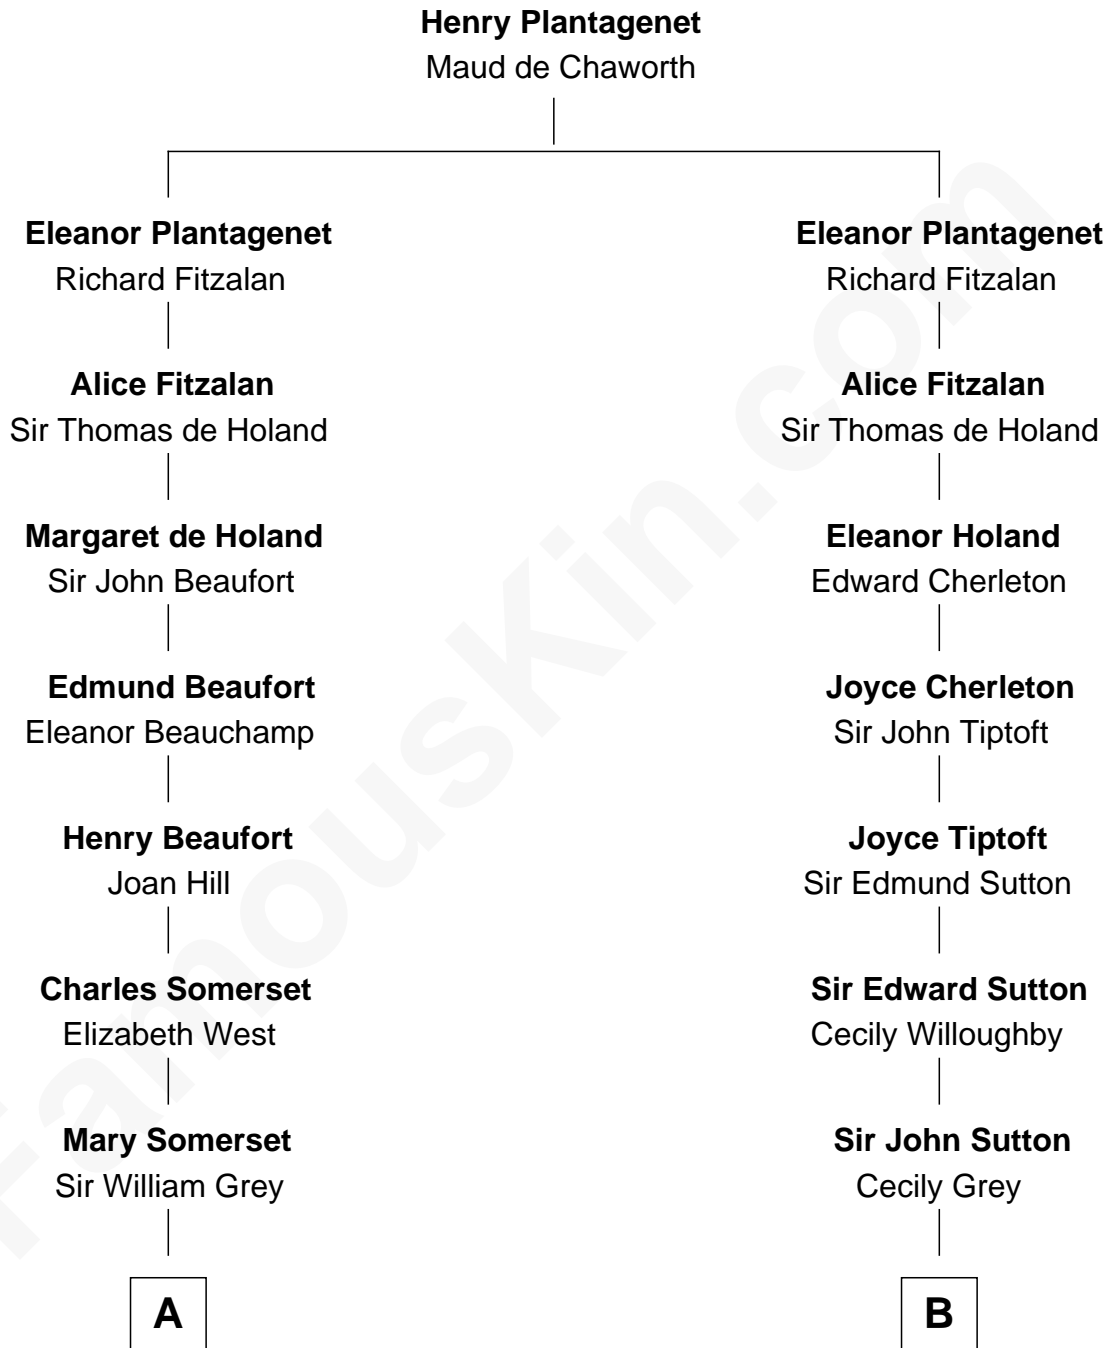 Henry Plantagenet
Maud de Chaworth
Eleanor Plantagenet
Richard Fitzalan
Alice Fitzalan
Sir Thomas de Holand
Margaret de Holand
Sir John Beaufort
Edmund Beaufort
Eleanor Beauchamp
Henry Beaufort
Joan Hill
Charles Somerset
Elizabeth West
Mary Somerset
Sir William Grey
A
Eleanor Plantagenet
Richard Fitzalan
Alice Fitzalan
Sir Thomas de Holand
Eleanor Holand
Edward Cherleton
Joyce Cherleton
Sir John Tiptoft
Joyce Tiptoft
Sir Edmund Sutton
Sir Edward Sutton
Cecily Willoughby
Sir John Sutton
Cecily Grey
B
FamousKin.com